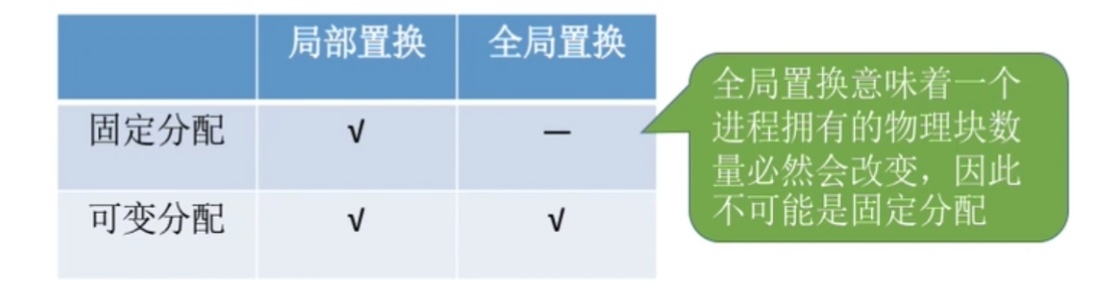 局部置换 全局置换
固定分配 √ —
可变分配 √ √
全局置换意味着一个
进程拥有的物理块数
量必然会改变，因此
不可能是固定分配